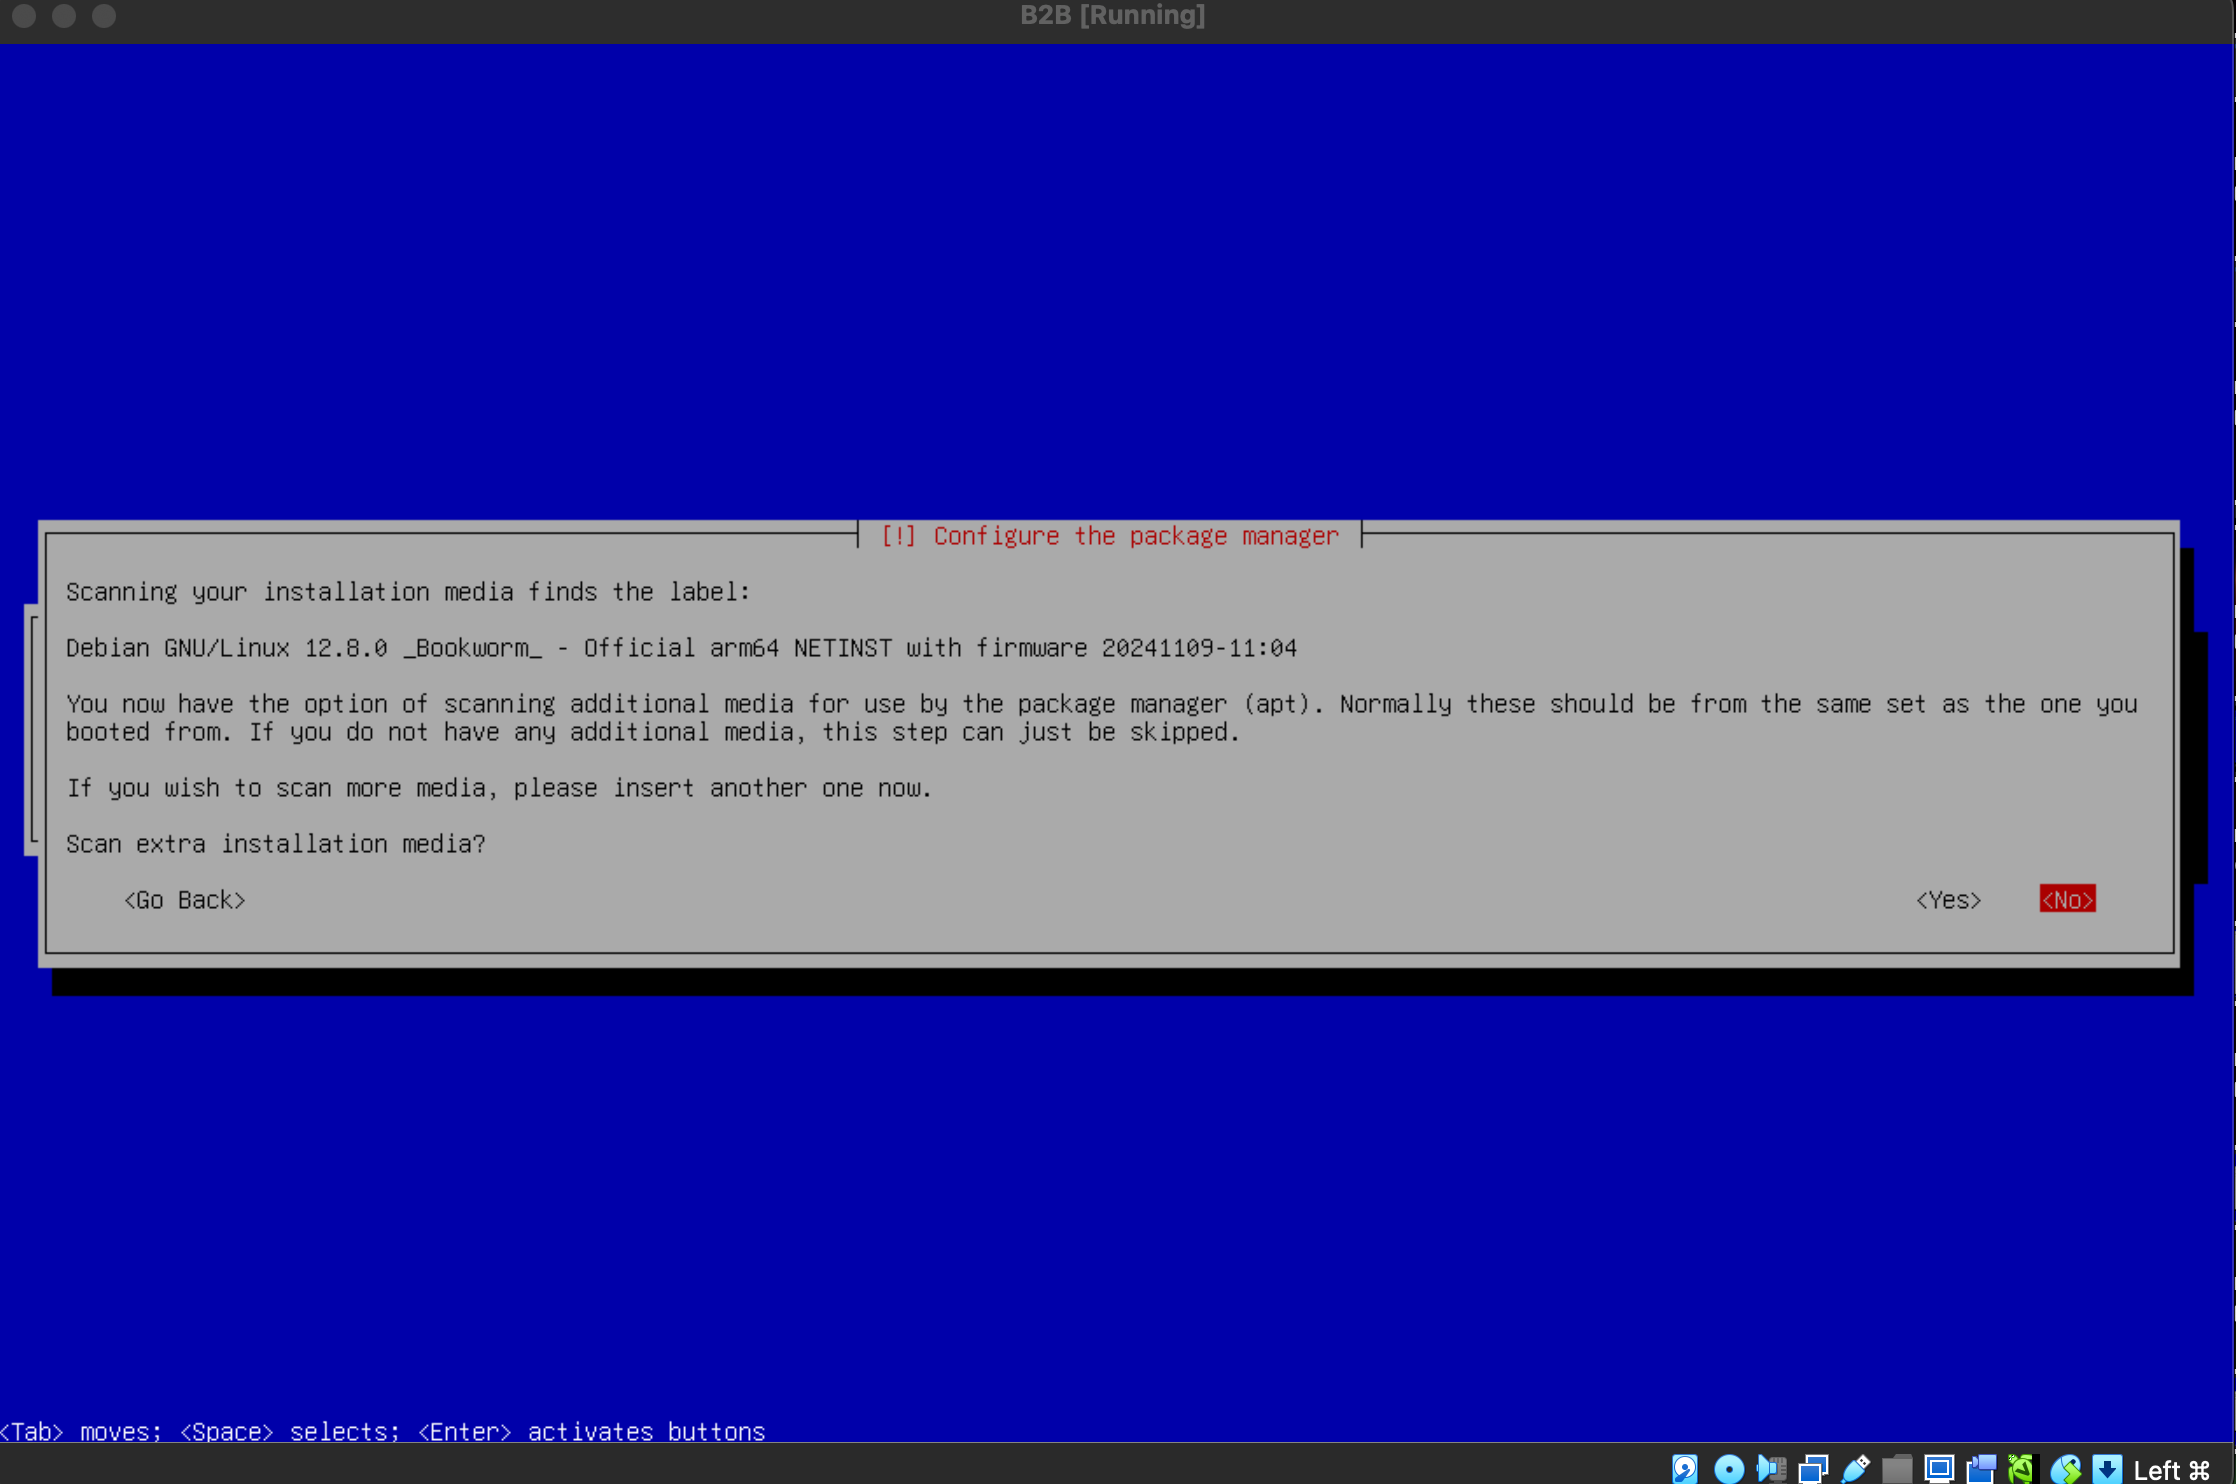 B2B [Running]
[!] Configure the package manager
Scanning your installation media finds the label:
Debian GNU/Linux 12.8.0 _Bookworm_ - Official arm64 NETINST with firmware 20241109-11:04
You now have the option of scanning additional media for use by the package manager (apt). Normally these should be from the same set as the one you
booted from. If you do not have any additional media, this step can just be skipped.
If you wish to scan more media, please insert another one now.
Scan extra installation media?
<Go Back> <Yes> <No>
<Tab> moves; <Space> selects; <Enter> activates buttons
Left ⌘